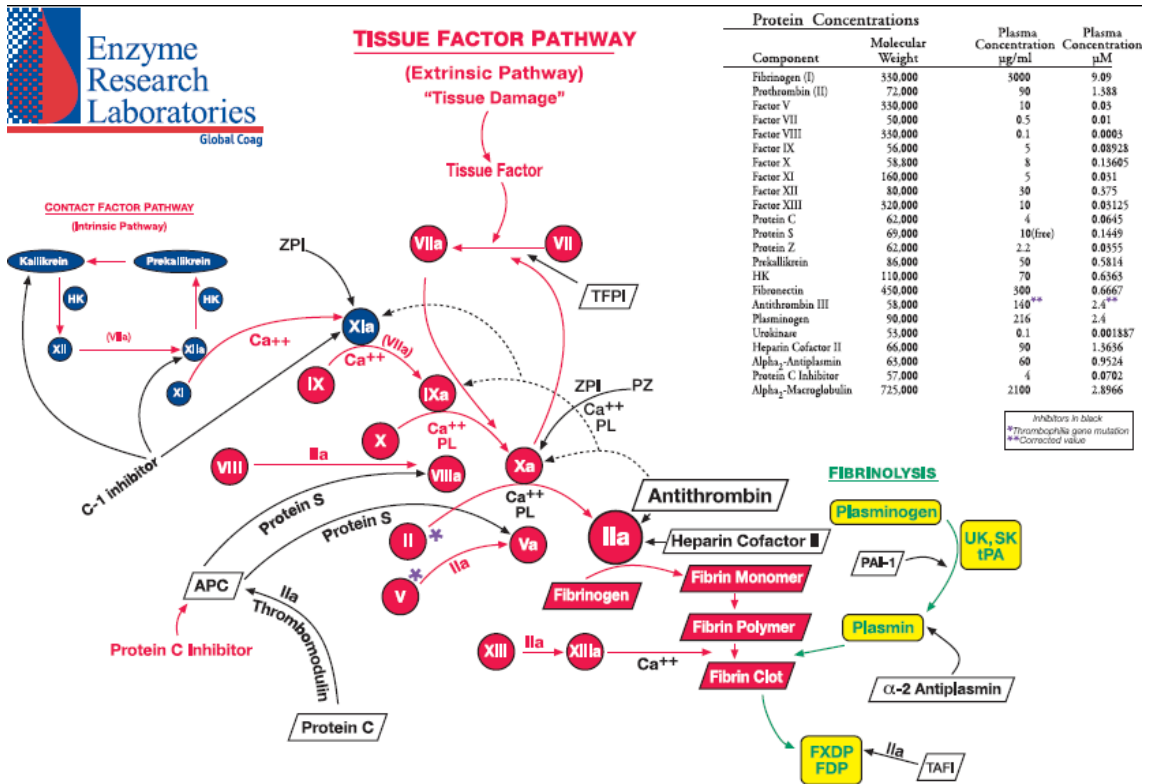 Enzyme
Research
Laboratories
Global Coag
TISSUE FACTOR PATHWAY
(Extrinsic Pathway)
“Tissue Damage”
Tissue Factor
VIIa
VII
TFPI
CONTACT FACTOR PATHWAY
(Intrinsic Pathway)
Kallikrein
Prekallikrein
HK
HK
XII
(VIIa)
XIIa
XI
Ca++
ZPI
XIa
(VIIa)
Ca++
IX
IXa
X
Ca++
PL
ZPI
PZ
Ca++
PL
Xa
VIII
IIa
VIIIa
C-1 inhibitor
Protein S
Protein S
Ca++
PL
II
*
Va
V
*
IIa
IIa
Antithrombin
Heparin Cofactor II
APC
IIa
Thrombomodulin
Protein C Inhibitor
Protein C
Fibrinogen
Fibrin Monomer
Fibrin Polymer
XIII
IIa
XIIIa
Ca++
Fibrin Clot
FIBRINOLYSIS
Plasminogen
UK, SK
tPA
PAI-1
Plasmin
α-2 Antiplasmin
FXDP
FDP
IIa
TAFI
Protein Concentrations
Component Molecular Weight Plasma Concentration µg/ml Plasma Concentration µM
Fibrinogen (I) 330,000 3000 9.09
Prothrombin (II) 72,000 90 1.388
Factor V 330,000 10 0.03
Factor VII 50,000 0.5 0.01
Factor VIII 330,000 0.1 0.0003
Factor IX 56,000 5 0.08928
Factor X 58,800 8 0.13605
Factor XI 160,000 5 0.031
Factor XII 80,000 30 0.375
Factor XIII 320,000 10 0.03125
Protein C 62,000 4 0.0645
Protein S 69,000 10(free) 0.1449
Protein Z 62,000 2.2 0.0355
Prekallikrein 86,000 50 0.5814
HK 110,000 70 0.6363
Fibronectin 450,000 300 0.6667
Antithrombin III 58,000 140** 2.4**
Plasminogen 90,000 216 2.4
Urokinase 53,000 0.1 0.001887
Heparin Cofactor II 66,000 90 1.3636
Alpha2-Antiplasmin 63,000 60 0.9524
Protein C Inhibitor 57,000 4 0.0702
Alpha2-Macroglobulin 725,000 2100 2.8966
Inhibitors in black
*Thrombophilia gene mutation
**Corrected value